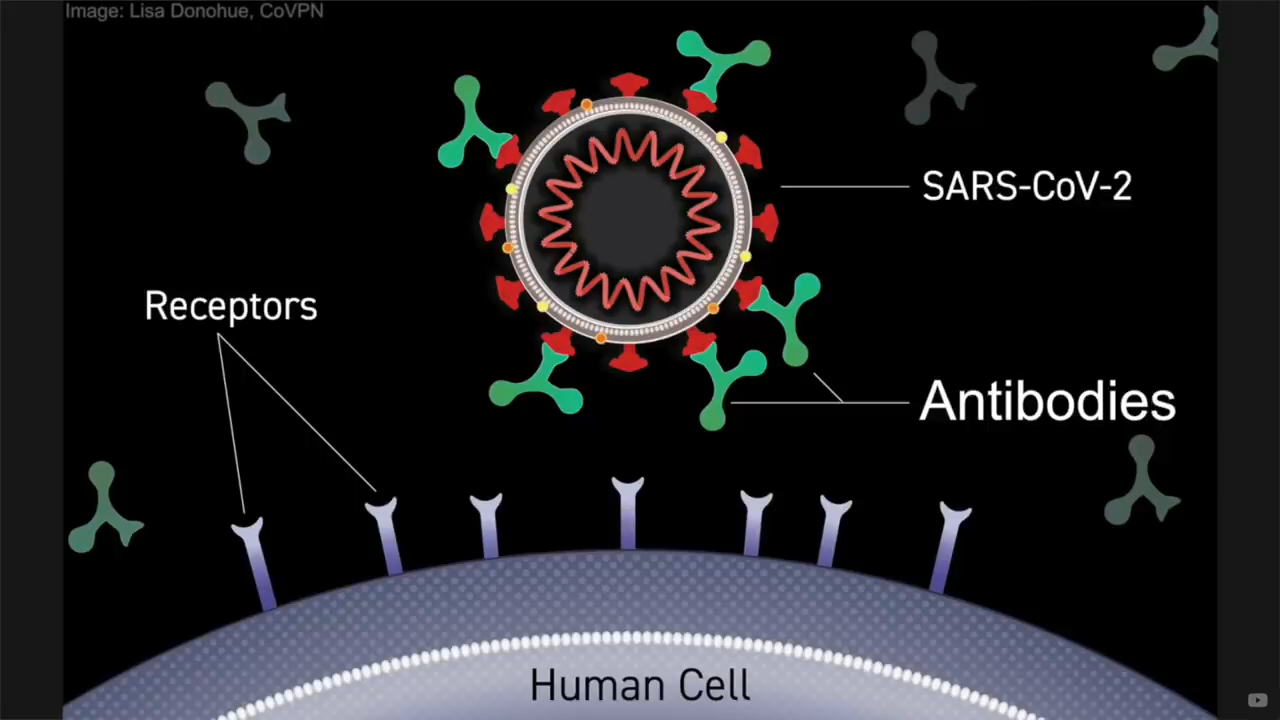 Image: Lisa Donohue, CoVPN
SARS-CoV-2
Receptors
Antibodies
Human Cell